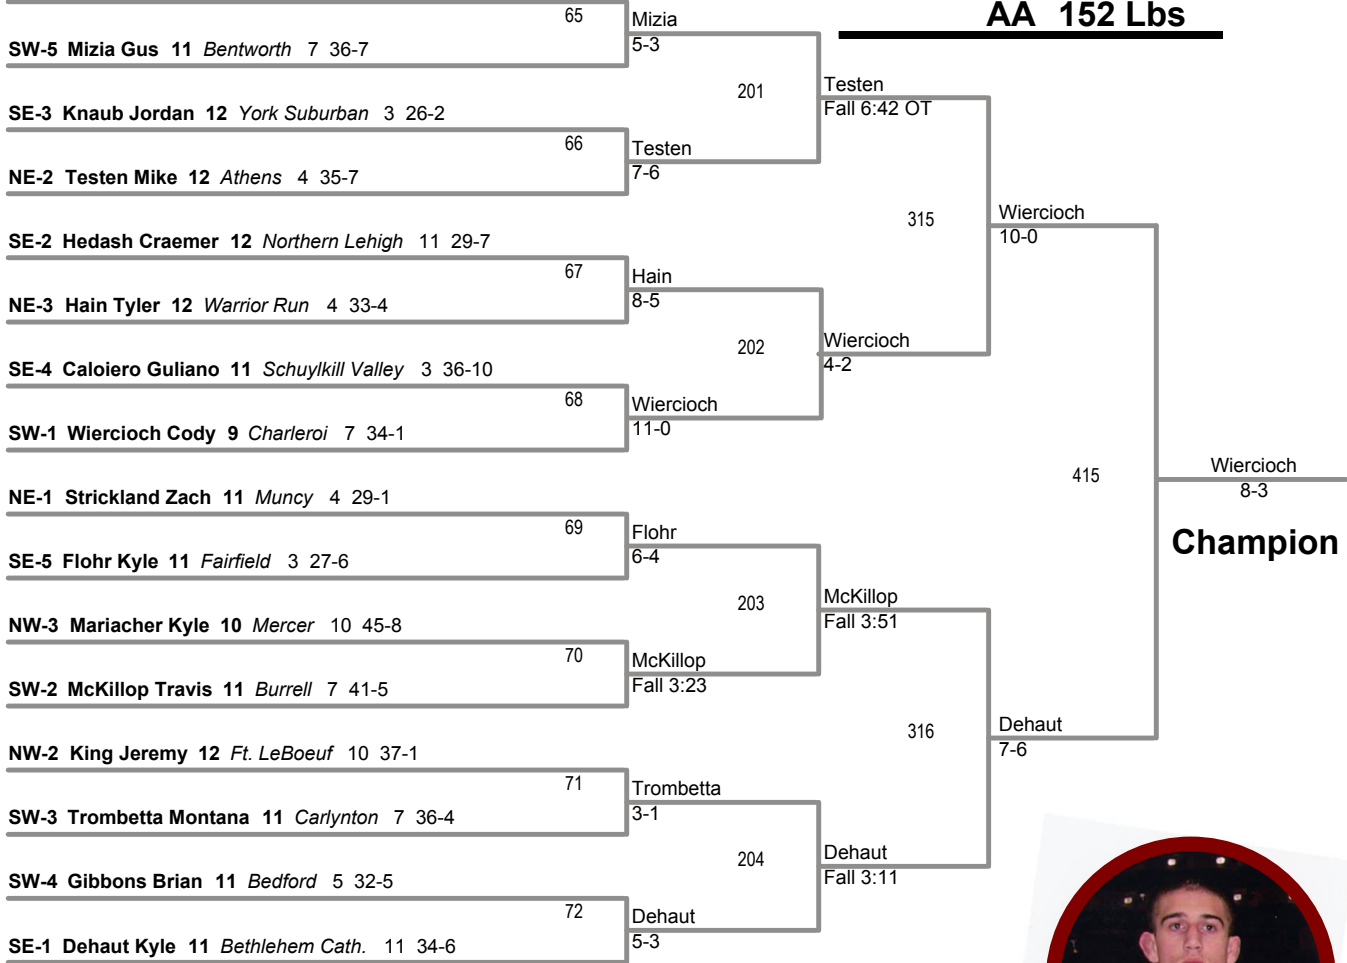 AA 152 Lbs
65
Mizia
5-3
SW-5 Mizia Gus 11 Bentworth 7 36-7
201
Testen
Fall 6:42 OT
SE-3 Knaub Jordan 12 York Suburban 3 26-2
66
Testen
7-6
NE-2 Testen Mike 12 Athens 4 35-7
315
Wiercioch
10-0
SE-2 Hedash Craemer 12 Northern Lehigh 11 29-7
67
Hain
8-5
NE-3 Hain Tyler 12 Warrior Run 4 33-4
202
Wiercioch
4-2
SE-4 Caloiero Guliano 11 Schuylkill Valley 3 36-10
68
Wiercioch
11-0
SW-1 Wiercioch Cody 9 Charleroi 7 34-1
415
Wiercioch
8-3
Champion
NE-1 Strickland Zach 11 Muncy 4 29-1
69
Flohr
6-4
SE-5 Flohr Kyle 11 Fairfield 3 27-6
203
McKillop
Fall 3:51
NW-3 Mariacher Kyle 10 Mercer 10 45-8
70
McKillop
Fall 3:23
SW-2 McKillop Travis 11 Burrell 7 41-5
316
Dehaut
7-6
NW-2 King Jeremy 12 Ft. LeBoeuf 10 37-1
71
Trombetta
3-1
SW-3 Trombetta Montana 11 Carlynton 7 36-4
204
Dehaut
Fall 3:11
SW-4 Gibbons Brian 11 Bedford 5 32-5
72
Dehaut
5-3
SE-1 Dehaut Kyle 11 Bethlehem Cath. 11 34-6